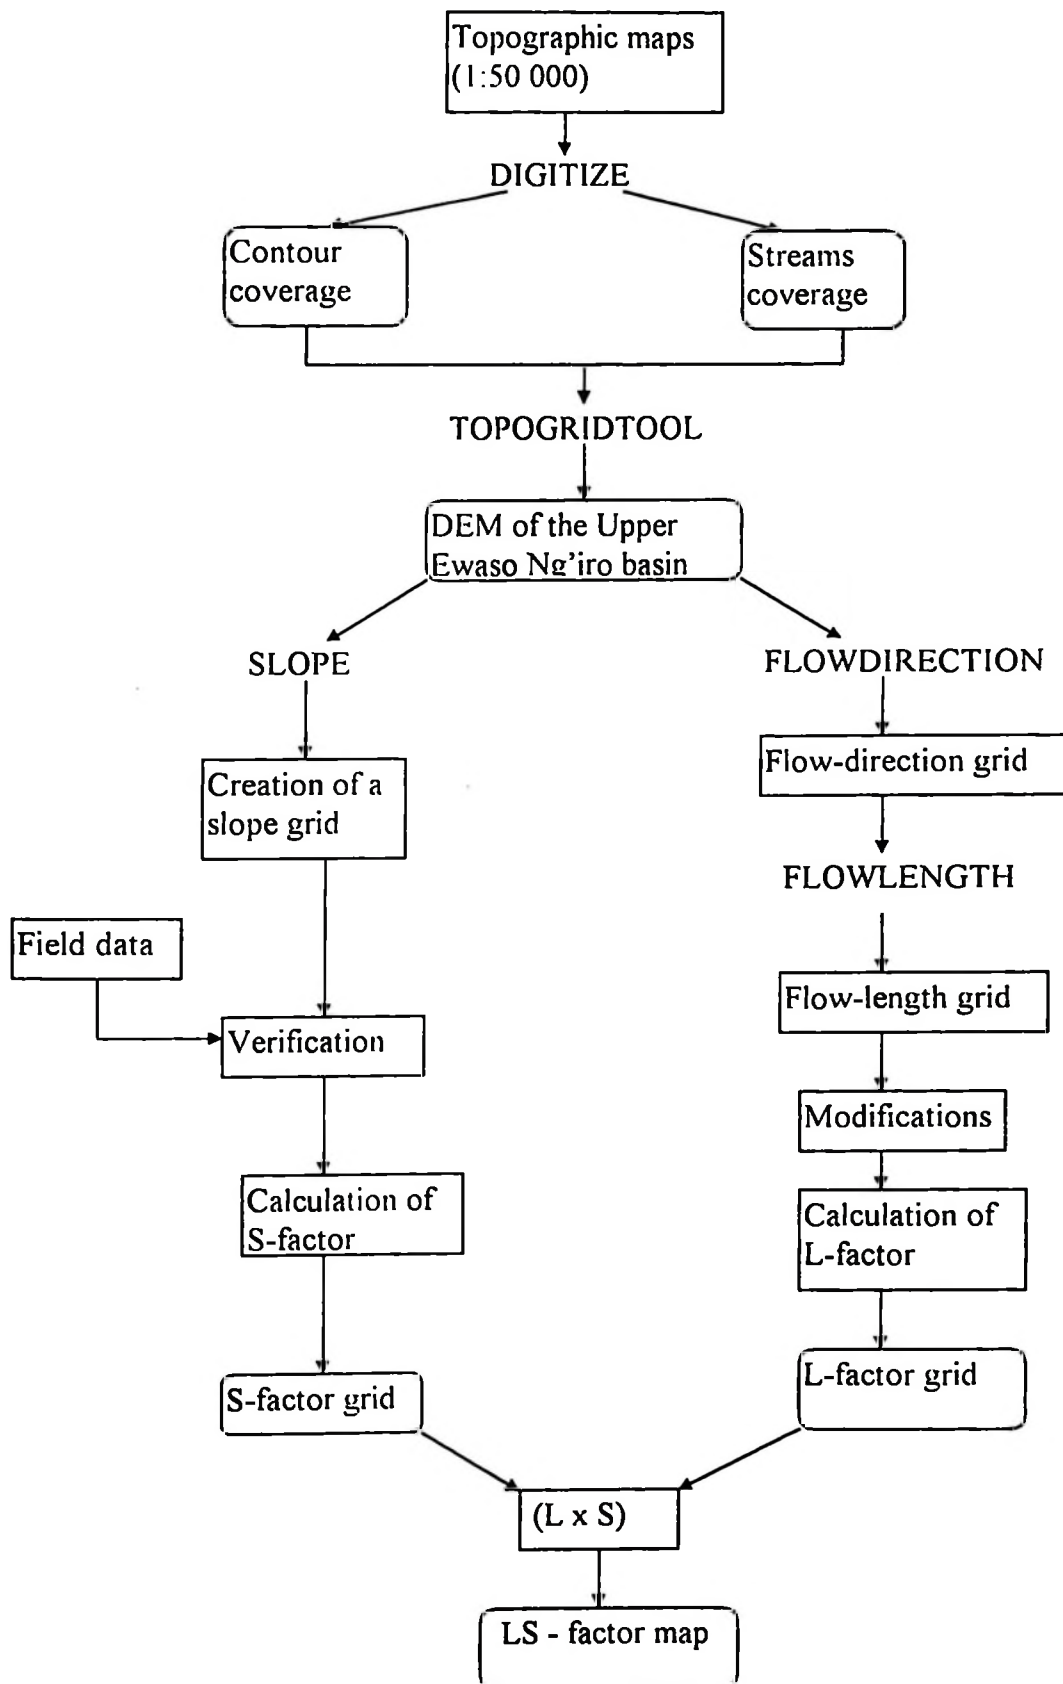 Topographic maps
(1:50 000)
DIGITIZE
Contour
coverage
Streams
coverage
TOPOGRIDTOOL
DEM of the Upper
Ewaso Ng'iro basin
SLOPE
FLOWDIRECTION
Creation of a
slope grid
Flow-direction grid
FLOWLENGTH
Field data
Flow-length grid
Verification
Modifications
Calculation of
S-factor
Calculation of
L-factor
S-factor grid
L-factor grid
(L x S)
LS - factor map